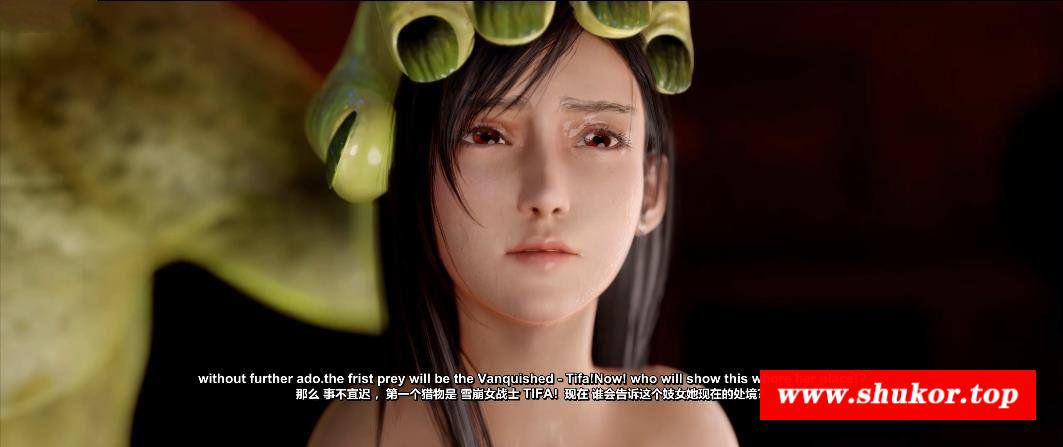 without further ado.the frist prey will be the Vanquished - Tifa!Now! who will show this
那么 事不宜迟 ，第一个猎物是 雪崩女战士 TIFA！现在 谁会告诉这个妓女她现在的处境
www.shukor.top